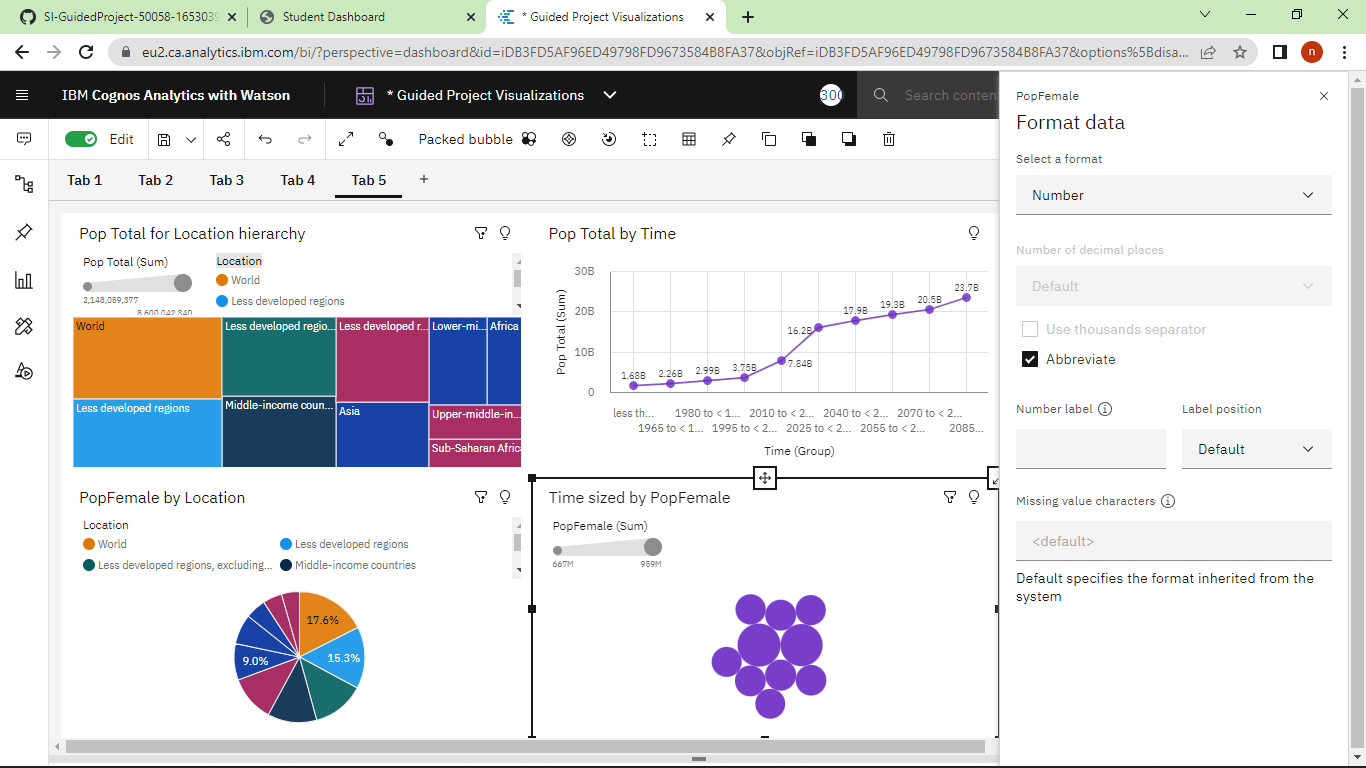 SI-GuidedProject-50058-1653039
Student Dashboard
* Guided Project Visualizations
eu2.ca.analytics.ibm.com/bi/?perspective=dashboard&id=iDB3FD5AF96ED49798FD9673584B8FA37&objRef=iDB3FD5AF96ED49798FD9673584B8FA37&options%5Bdisa...
n
IBM Cognos Analytics with Watson
* Guided Project Visualizations
300
Search conten
Edit
Packed bubble
Tab 1
Tab 2
Tab 3
Tab 4
Tab 5
Pop Total for Location hierarchy
Pop Total (Sum)
2,148,059,377
8,600,042,340
Location
World
Less developed regions
World
Less developed regions
Less developed regio...
Middle-income coun...
Less developed r...
Asia
Lower-mi...
Africa
Upper-middle-in...
Sub-Saharan Afric
Pop Total by Time
Pop Total (Sum)
30B
20B
10B
0
1.68B
2.26B
2.99B
3.75B
7.84B
16.2B
17.9B
19.3B
20.5B
23.7B
less th...
1965 to < 1...
1980 to < 1...
1995 to < 2...
2010 to < 2...
2025 to < 2...
2040 to < 2...
2055 to < 2...
2070 to < 2...
2085...
Time (Group)
PopFemale by Location
Location
World
Less developed regions
Less developed regions, excluding...
Middle-income countries
17.6%
15.3%
9.0%
Time sized by PopFemale
PopFemale (Sum)
667M
959M
PopFemale
Format data
Select a format
Number
Number of decimal places
Default
Use thousands separator
Abbreviate
Number label
Label position
Default
Missing value characters
<default>
Default specifies the format inherited from the
system